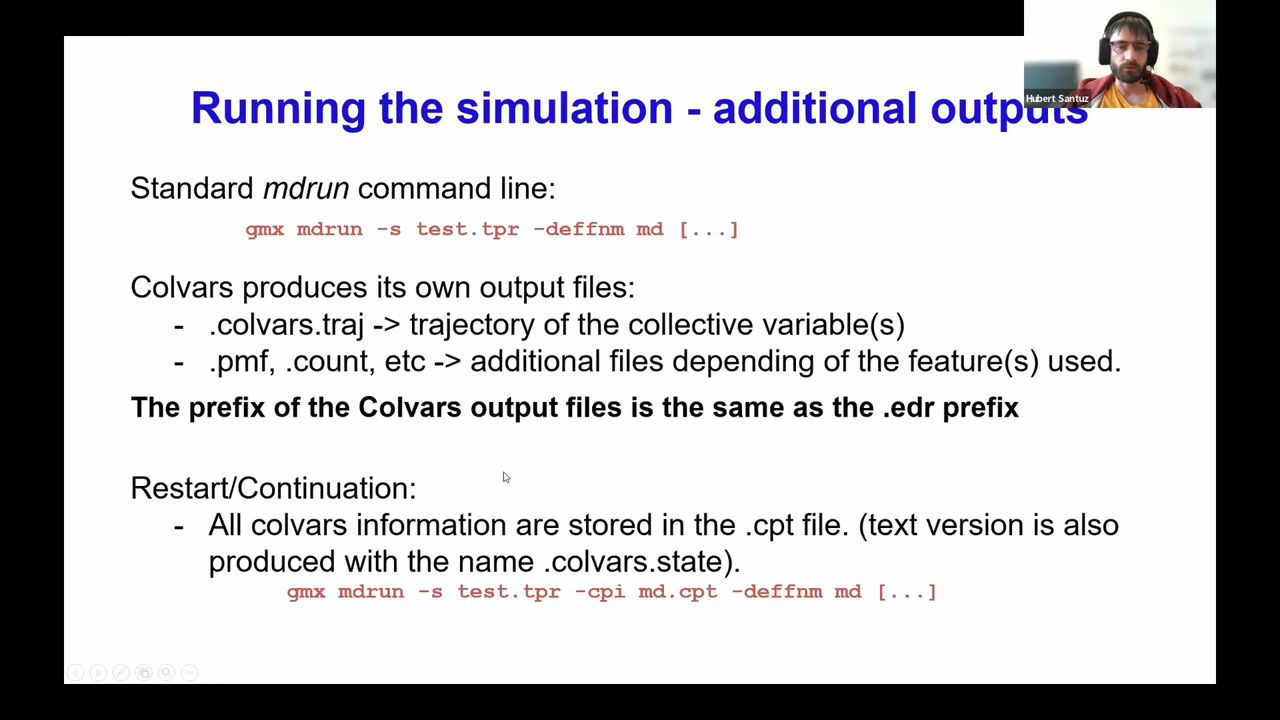 Running the simulation - additional outputs
Hubert Santuz
Standard mdrun command line:
gmx mdrun -s test.tpr -deffnm md [...]
Colvars produces its own output files:
- .colvars.traj -> trajectory of the collective variable(s)
- .pmf, .count, etc -> additional files depending of the feature(s) used.
The prefix of the Colvars output files is the same as the .edr prefix
Restart/Continuation:
- All colvars information are stored in the .cpt file. (text version is also
produced with the name .colvars.state).
gmx mdrun -s test.tpr -cpi md.cpt -deffnm md [...]